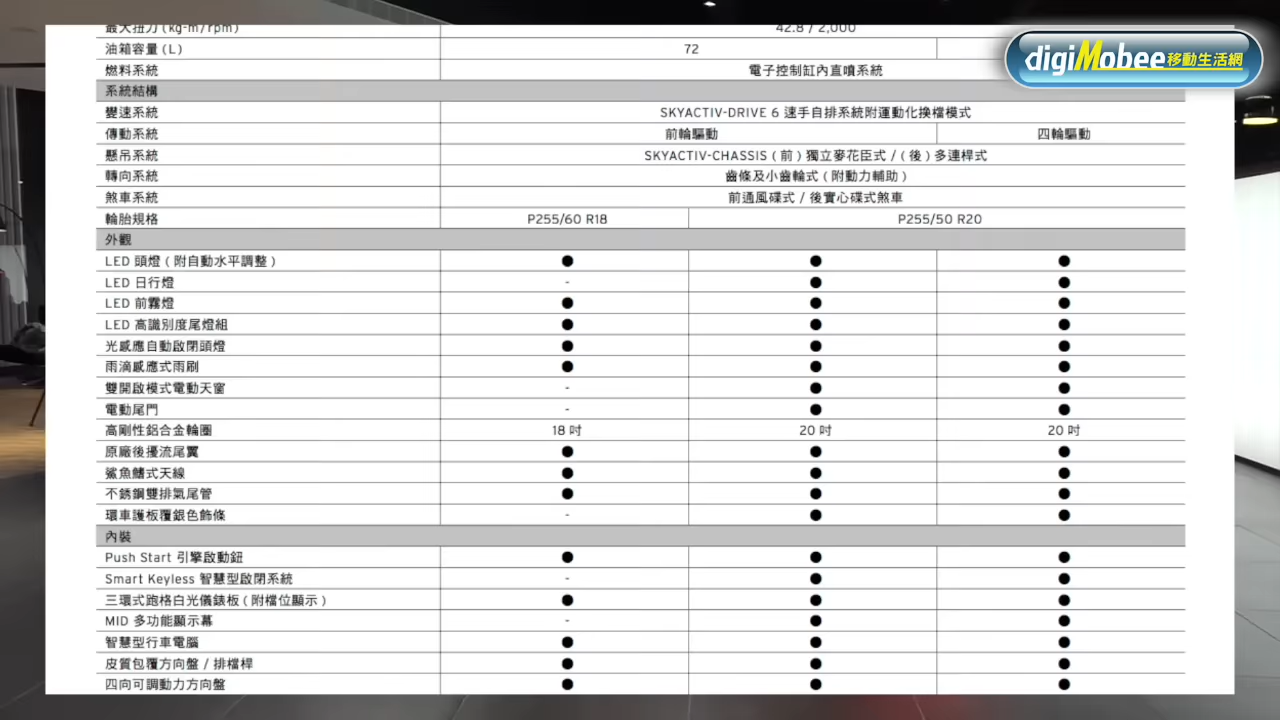 最大扭力 (kg-m/rpm) 42.8 / 2,000
油箱容量 (L) 72
燃料系統 電子控制缸內直噴系統
digiMobee移動生活網
系統結構
變速系統 SKYACTIV-DRIVE 6 速手自排系統附運動化換檔模式
傳動系統 前輪驅動 四輪驅動
懸吊系統 SKYACTIV-CHASSIS ( 前 ) 獨立麥花臣式 / ( 後 ) 多連桿式
轉向系統 齒條及小齒輪式 ( 附動力輔助 )
煞車系統 前通風碟式 / 後實心碟式煞車
輪胎規格 P255/60 R18 P255/50 R20
外觀
LED 頭燈 ( 附自動水平調整 ) ● ● ●
LED 日行燈 - ● ●
LED 前霧燈 ● ● ●
LED 高識別度尾燈組 ● ● ●
光感應自動啟閉頭燈 ● ● ●
雨滴感應式雨刷 ● ● ●
雙開啟模式電動天窗 - ● ●
電動尾門 - ● ●
高剛性鋁合金輪圈 18 吋 20 吋 20 吋
原廠後擾流尾翼 ● ● ●
鯊魚鰭式天線 ● ● ●
不銹鋼雙排氣尾管 ● ● ●
環車護板覆銀色飾條 - ● ●
內裝
Push Start 引擎啟動鈕 ● ● ●
Smart Keyless 智慧型啟閉系統 - ● ●
三環式跑格白光儀錶板 ( 附檔位顯示 ) ● ● ●
MID 多功能顯示幕 - ● ●
智慧型行車電腦 ● ● ●
皮質包覆方向盤 / 排檔桿 ● ● ●
四向可調動力方向盤 ● ● ●